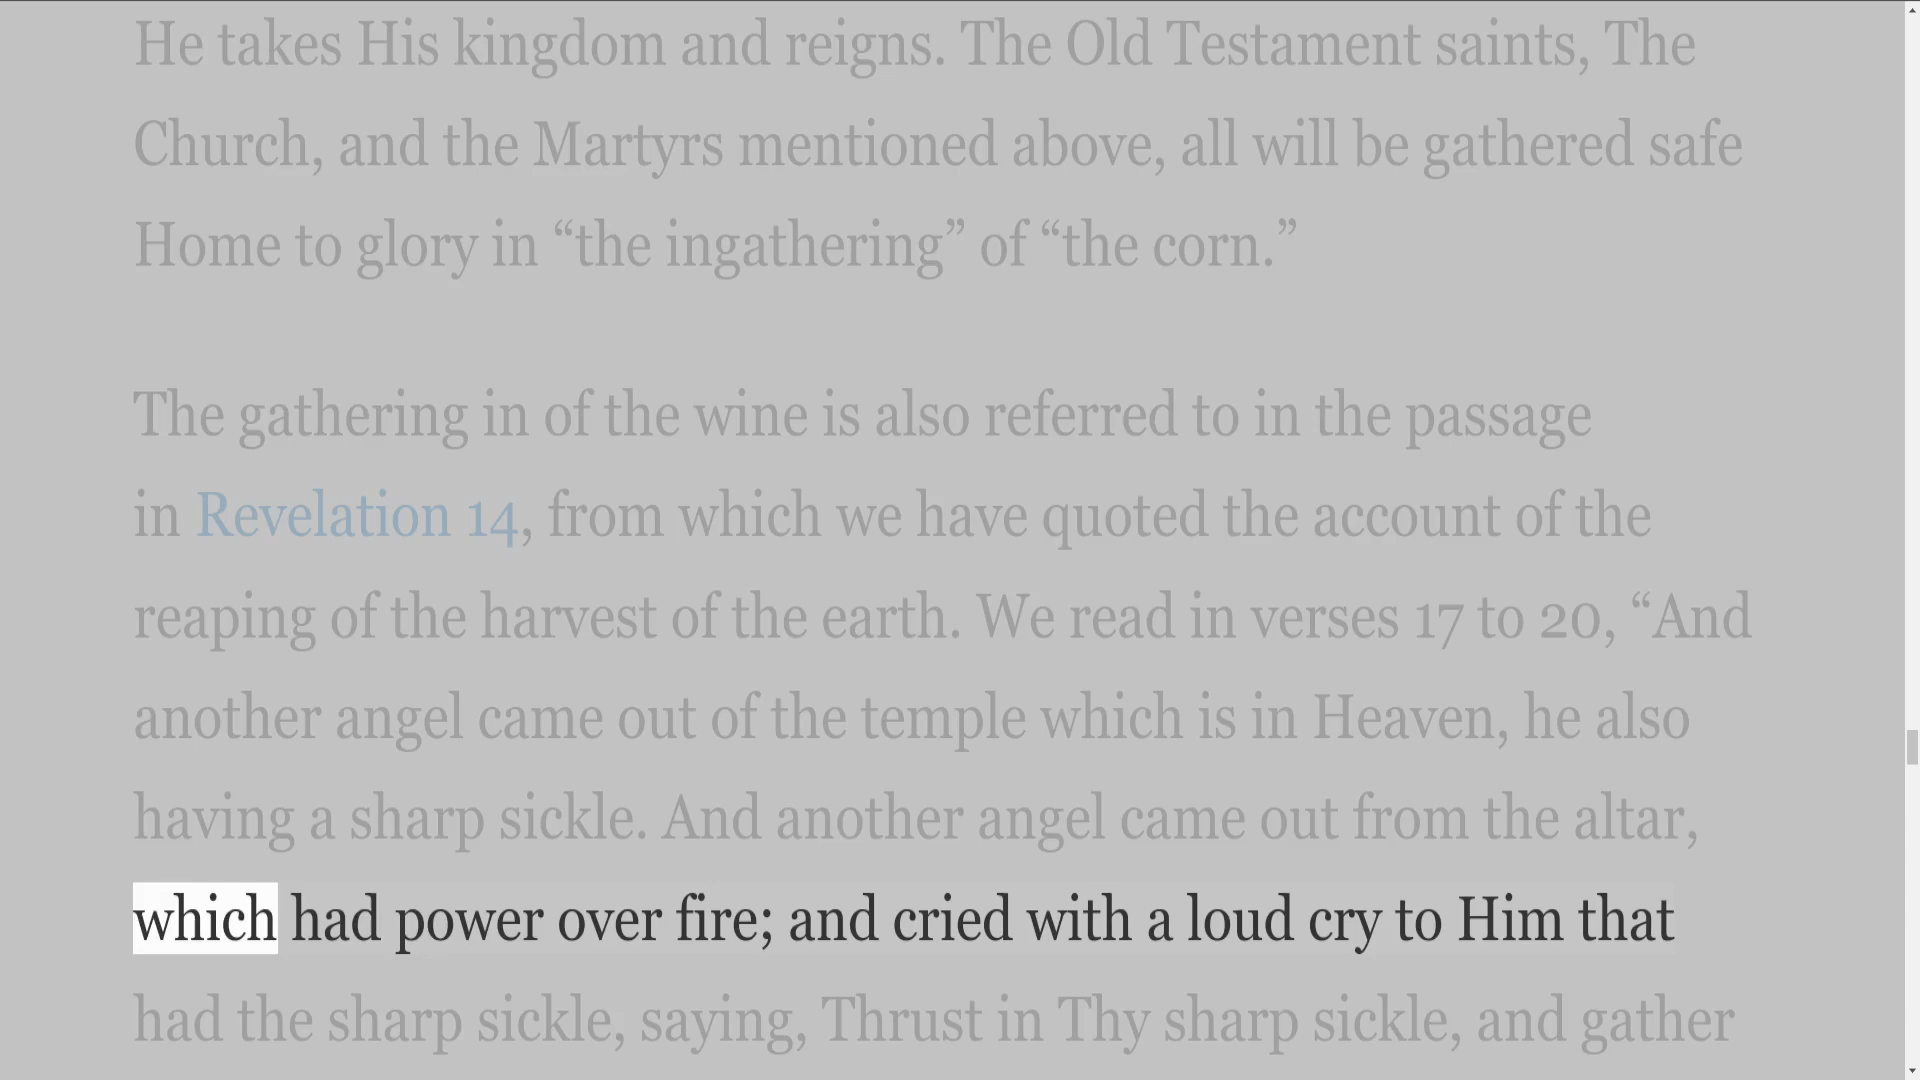 He takes His kingdom and reigns. The Old Testament saints, The
Church, and the Martyrs mentioned above, all will be gathered safe
Home to glory in “the ingathering” of “the corn.”
The gathering in of the wine is also referred to in the passage
in Revelation 14, from which we have quoted the account of the
reaping of the harvest of the earth. We read in verses 17 to 20, “And
another angel came out of the temple which is in Heaven, he also
having a sharp sickle. And another angel came out from the altar,
which had power over fire; and cried with a loud cry to Him that
had the sharp sickle, saying, Thrust in Thy sharp sickle, and gather